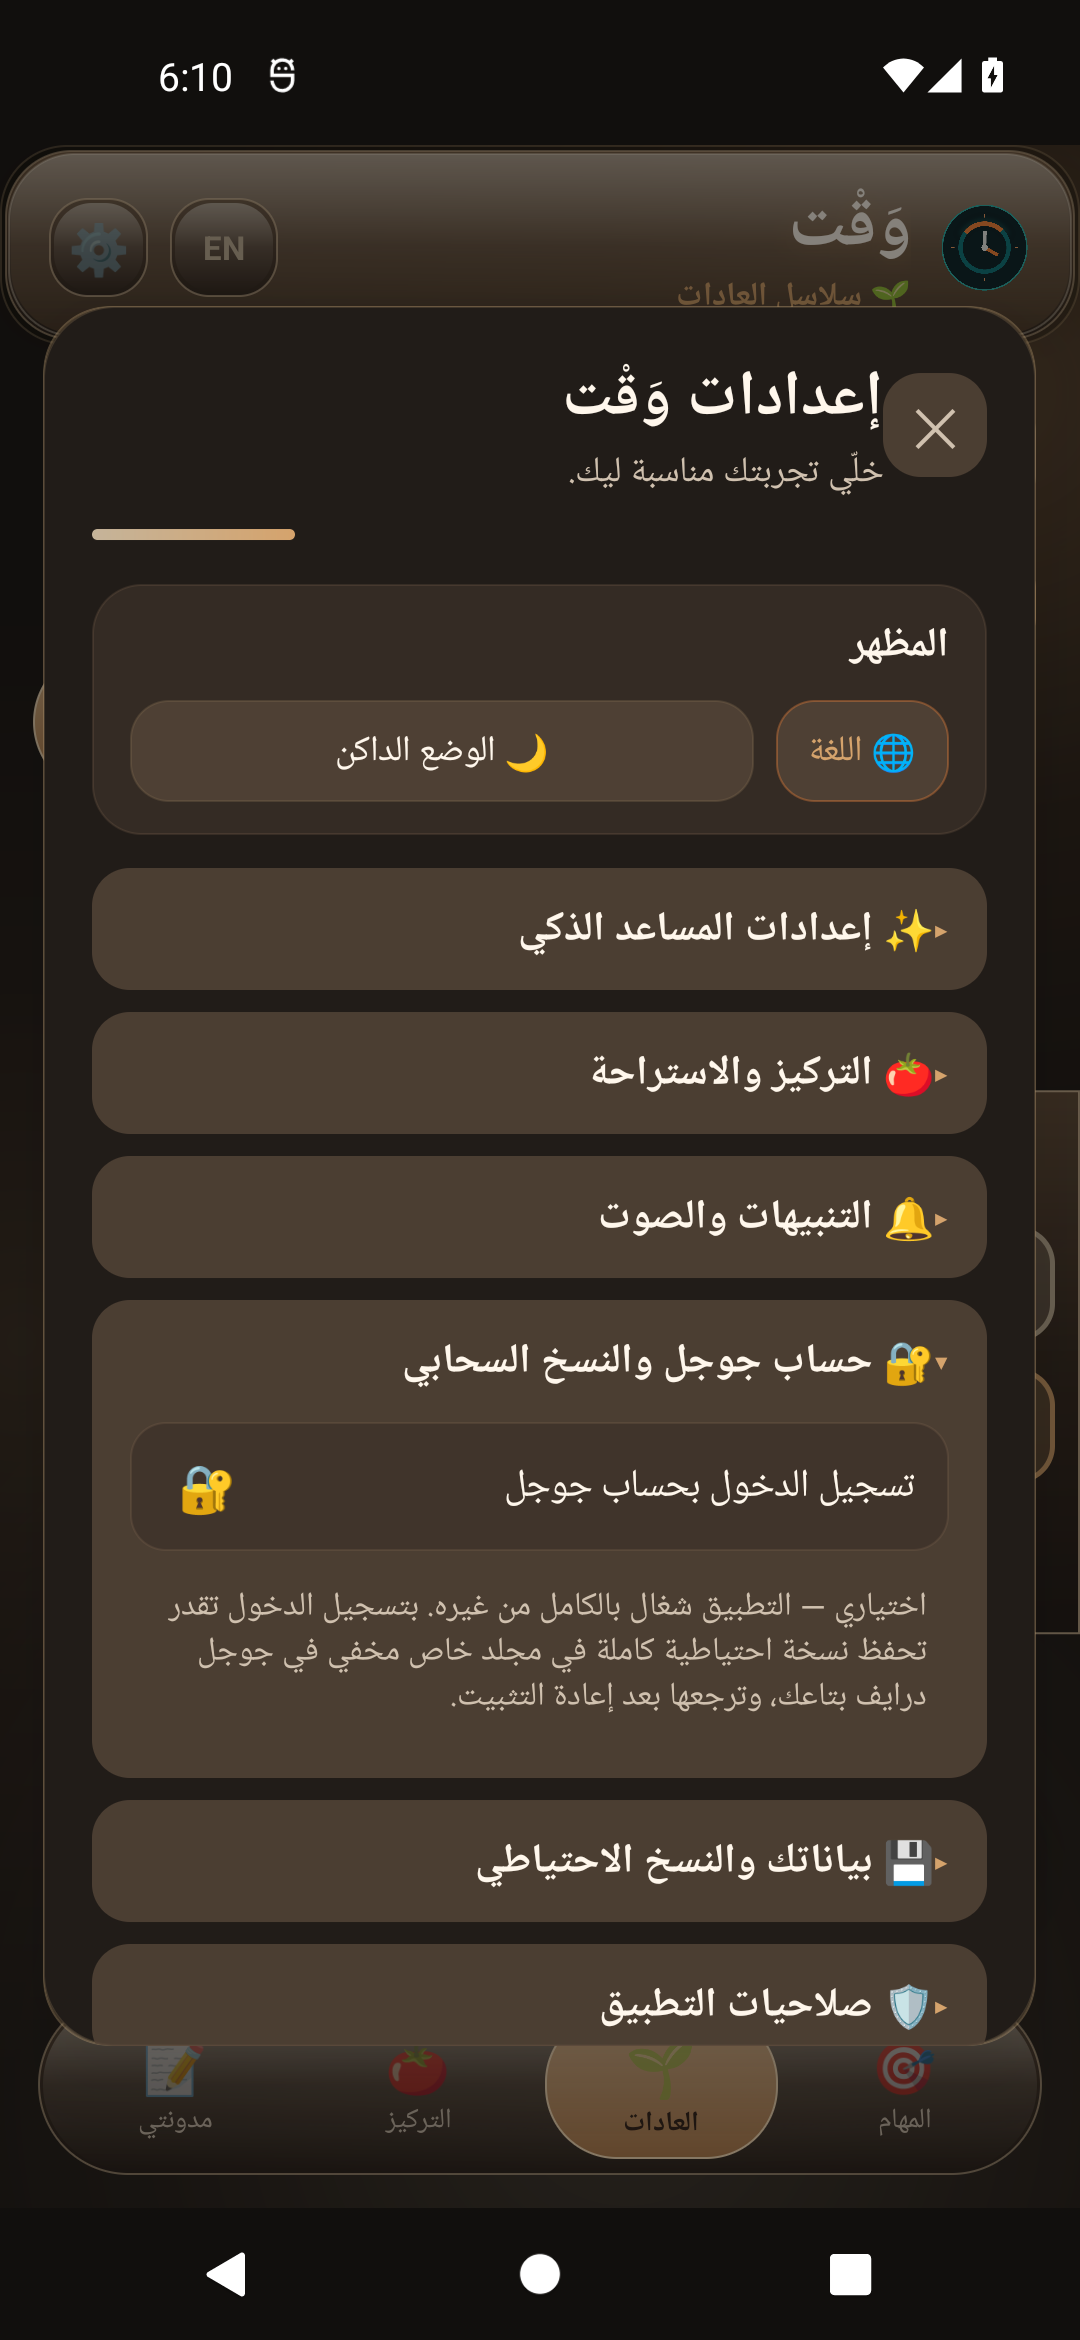 6:10
وَقْت
سلاسل العادات
EN
إعدادات وَقْت
خلّي تجربتك مناسبة ليك.
المظهر
اللغة
الوضع الداكن
إعدادات المساعد الذكي
التركيز والاستراحة
التنبيهات والصوت
حساب جوجل والنسخ السحابي
تسجيل الدخول بحساب جوجل
اختياري — التطبيق شغال بالكامل من غيره. بتسجيل الدخول تقدر
تحفظ نسخة احتياطية كاملة في مجلد خاص مخفي في جوجل
درايف بتاعك، وترجعها بعد إعادة التثبيت.
بياناتك والنسخ الاحتياطي
صلاحيات التطبيق
المهام
العادات
التركيز
مدونتي